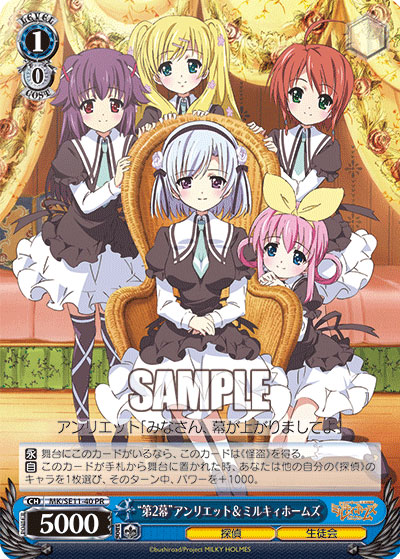 LEVEL
1
0
COST
SAMPLE
アンリエット「みなさん、幕が上がりましてよ」
永 舞台にこのカードがいるなら、このカードは《怪盗》を得る。
自 このカードが手札から舞台に置かれた時、あなたは他の自分の《探偵》の
キャラを1枚選び、そのターン中、パワーを＋1000。
CH MK/SE11-40 PR
5000
“第2幕”アンリエット＆ミルキィホームズ
探偵 生徒会
©bushiroad/Project MILKY HOLMES